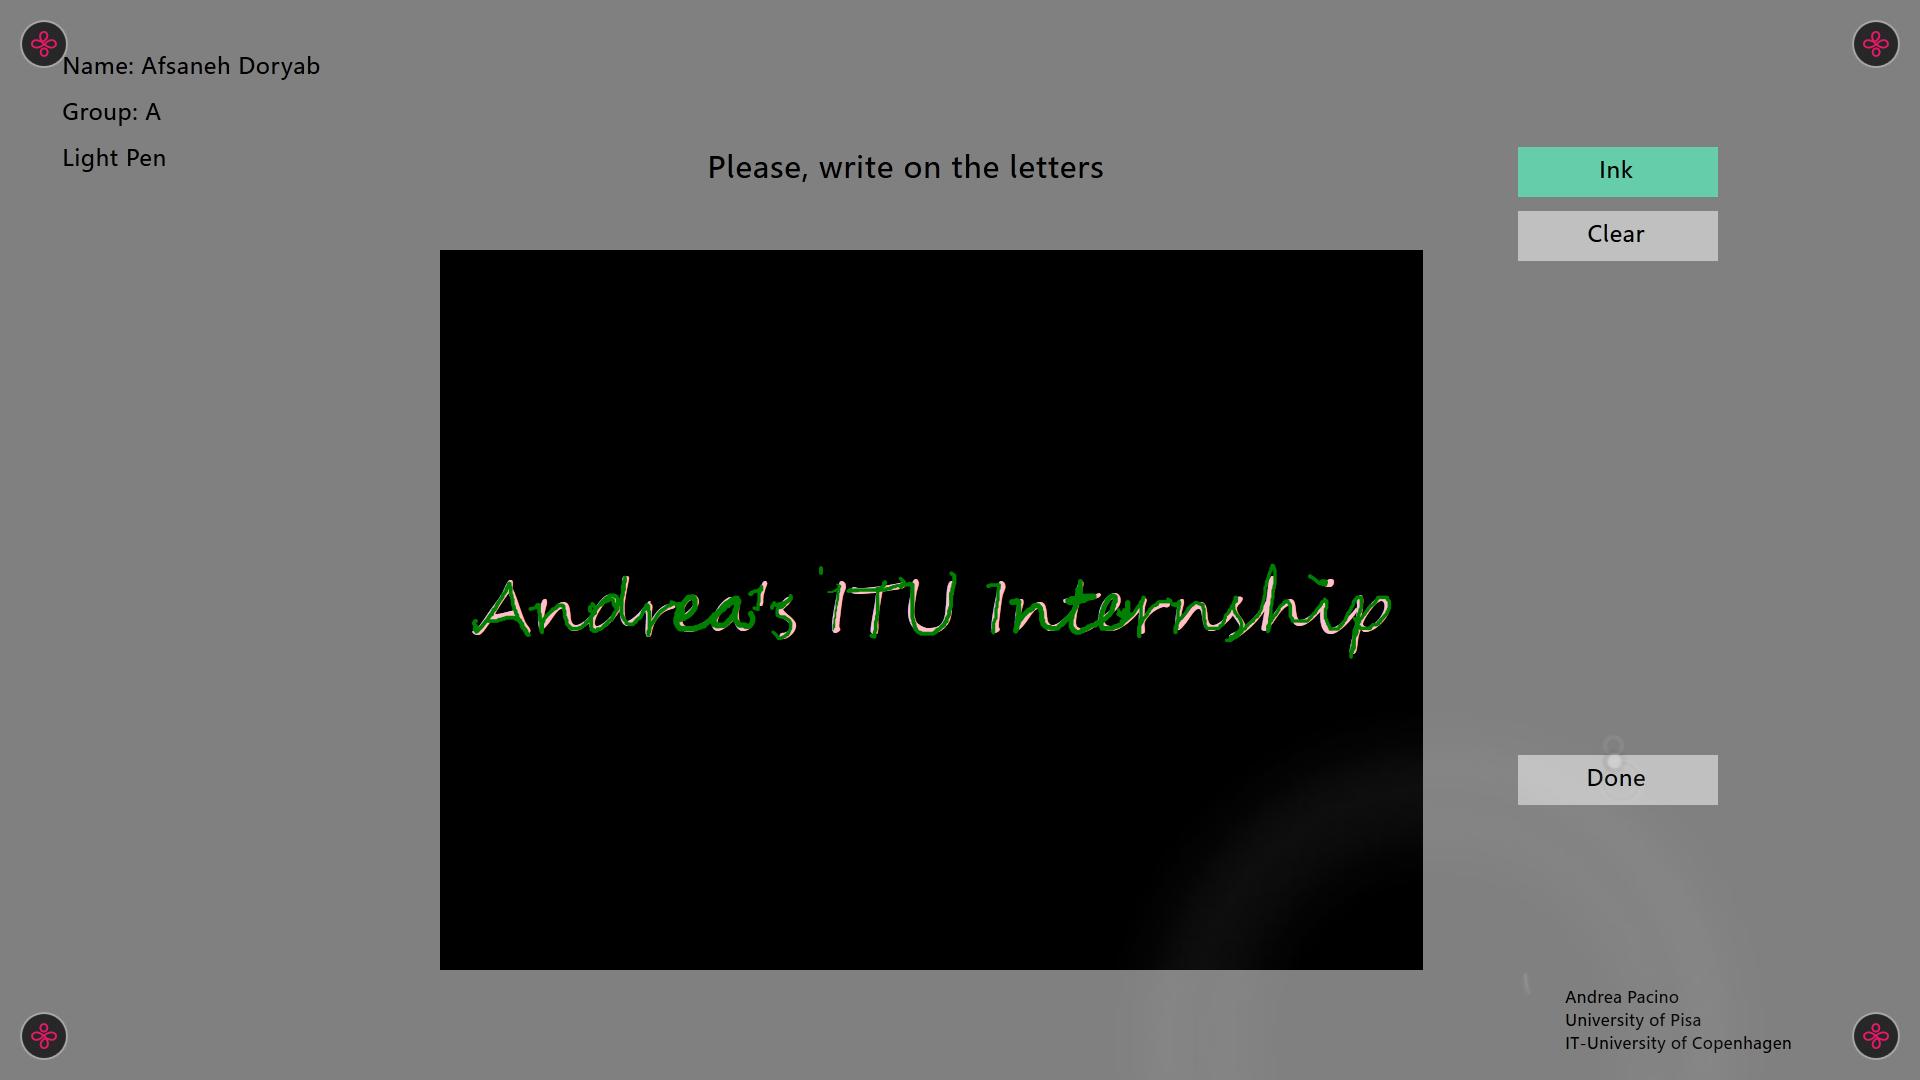 Name: Afsaneh Doryab
Group: A
Light Pen
Please, write on the letters
Ink
Clear
Andrea's ITU Internship
Done
Andrea Pacino
University of Pisa
IT-University of Copenhagen